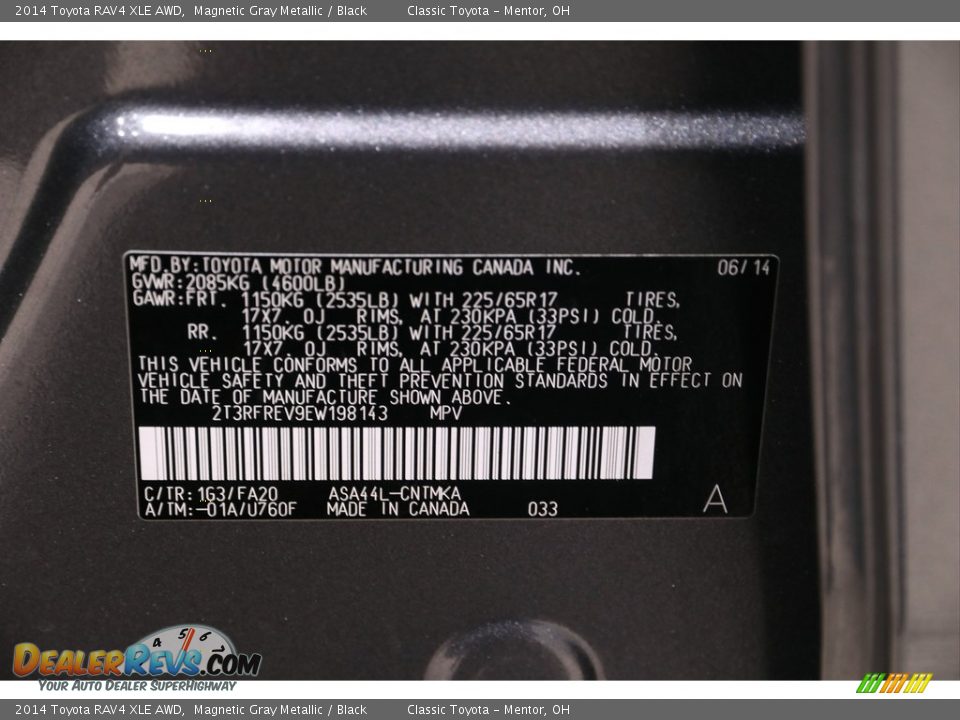 2014 Toyota RAV4 XLE AWD, Magnetic Gray Metallic / Black Classic Toyota - Mentor, OH
MFD.BY:TOYOTA MOTOR MANUFACTURING CANADA INC. 06/14
GVWR:2085KG (4600LB)
GAWR:FRT. 1150KG (2535LB) WITH 225/65R17 TIRES,
17X7.0J RIMS, AT 230KPA (33PSI) COLD.
RR. 1150KG (2535LB) WITH 225/65R17 TIRES,
17X7.0J RIMS, AT 230KPA (33PSI) COLD.
THIS VEHICLE CONFORMS TO ALL APPLICABLE FEDERAL MOTOR
VEHICLE SAFETY AND THEFT PREVENTION STANDARDS IN EFFECT ON
THE DATE OF MANUFACTURE SHOWN ABOVE.
2T3RFREV9EW198143 MPV
C/TR:1G3/FA20 ASA44L-CNTMKA
A/TM:-01A/U760F MADE IN CANADA 033 A
4 5 6
DEALERREVS.COM
YOUR AUTO DEALER SUPERHIGHWAY
2014 Toyota RAV4 XLE AWD, Magnetic Gray Metallic / Black Classic Toyota - Mentor, OH